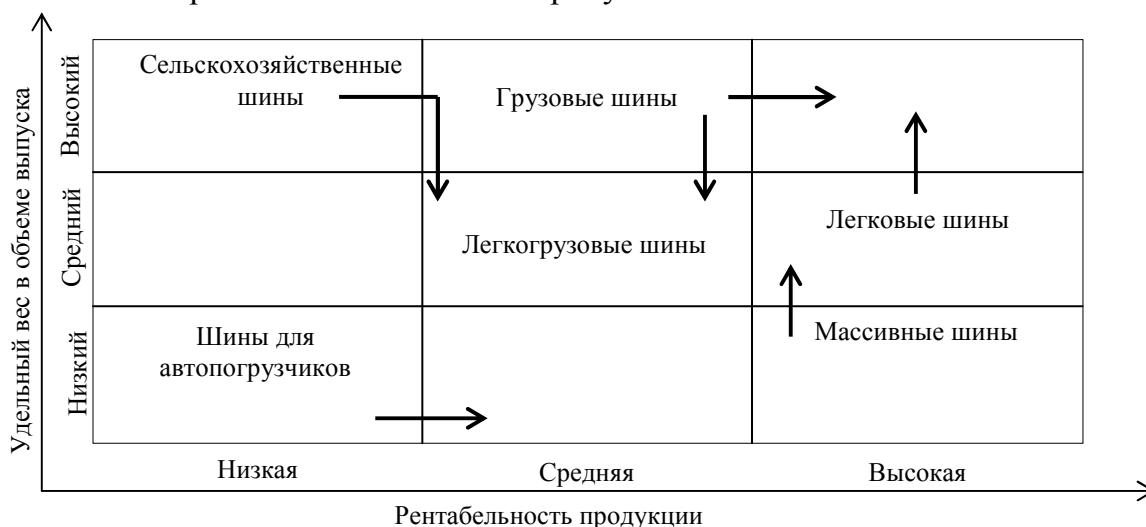 Удельный вес в объеме выпуска
Высокий
Сельскохозяйственные
шины
Грузовые шины
Средний
Легкогрузовые шины
Легковые шины
Низкий
Шины для
автопогрузчиков
Массивные шины
Низкая
Средняя
Высокая
Рентабельность продукции